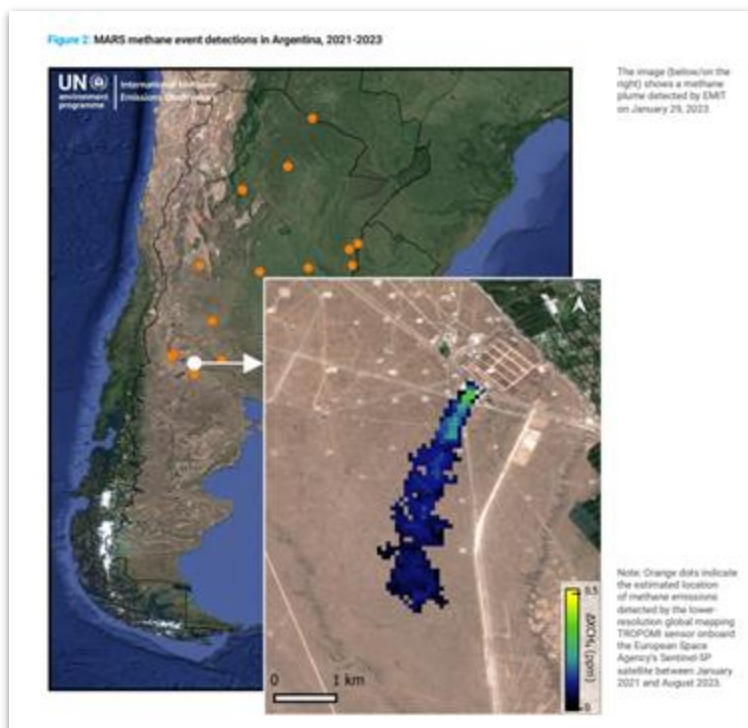 Figure 2: MARS methane event detections in Argentina, 2021-2023
UN
environment
programme
International Methane
Emissions Observatory
The image (below/on the
right) shows a methane
plume detected by EMIT
on January 29, 2023.
0.5
ΔXCH₄ (ppm)
0
0 1 km
Note: Orange dots indicate
the estimated location
of methane emissions
detected by the lower-
resolution global mapping
TROPOMI sensor onboard
the European Space
Agency's Sentinel-5P
satellite between January
2021 and August 2023.